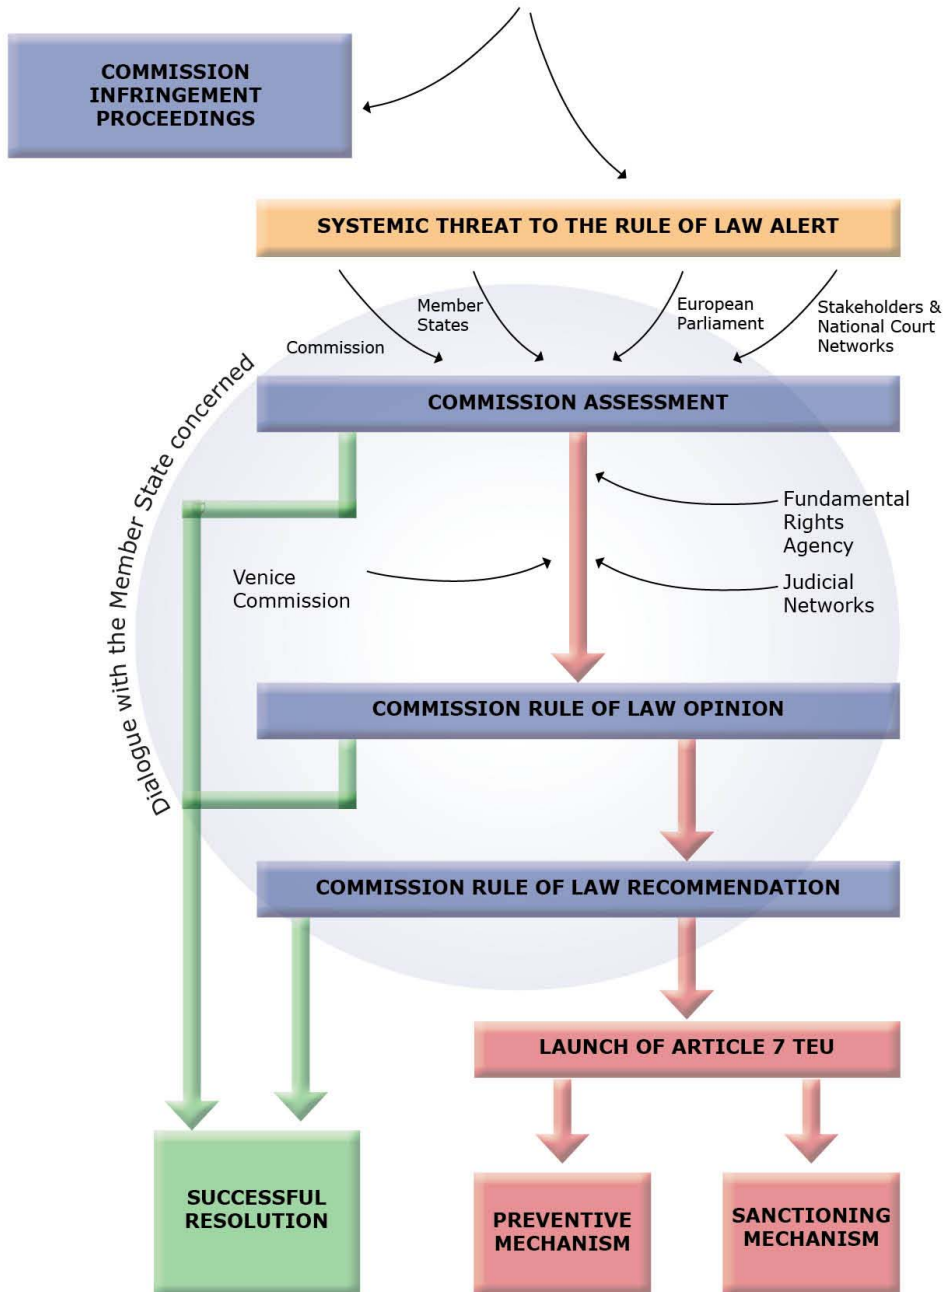 COMMISSION
INFRINGEMENT
PROCEEDINGS
SYSTEMIC THREAT TO THE RULE OF LAW ALERT
Commission
Member
States
European
Parliament
Stakeholders &
National Court
Networks
Dialogue with the Member State concerned
COMMISSION ASSESSMENT
Fundamental
Rights
Agency
Venice
Commission
Judicial
Networks
COMMISSION RULE OF LAW OPINION
COMMISSION RULE OF LAW RECOMMENDATION
LAUNCH OF ARTICLE 7 TEU
SUCCESSFUL
RESOLUTION
PREVENTIVE
MECHANISM
SANCTIONING
MECHANISM